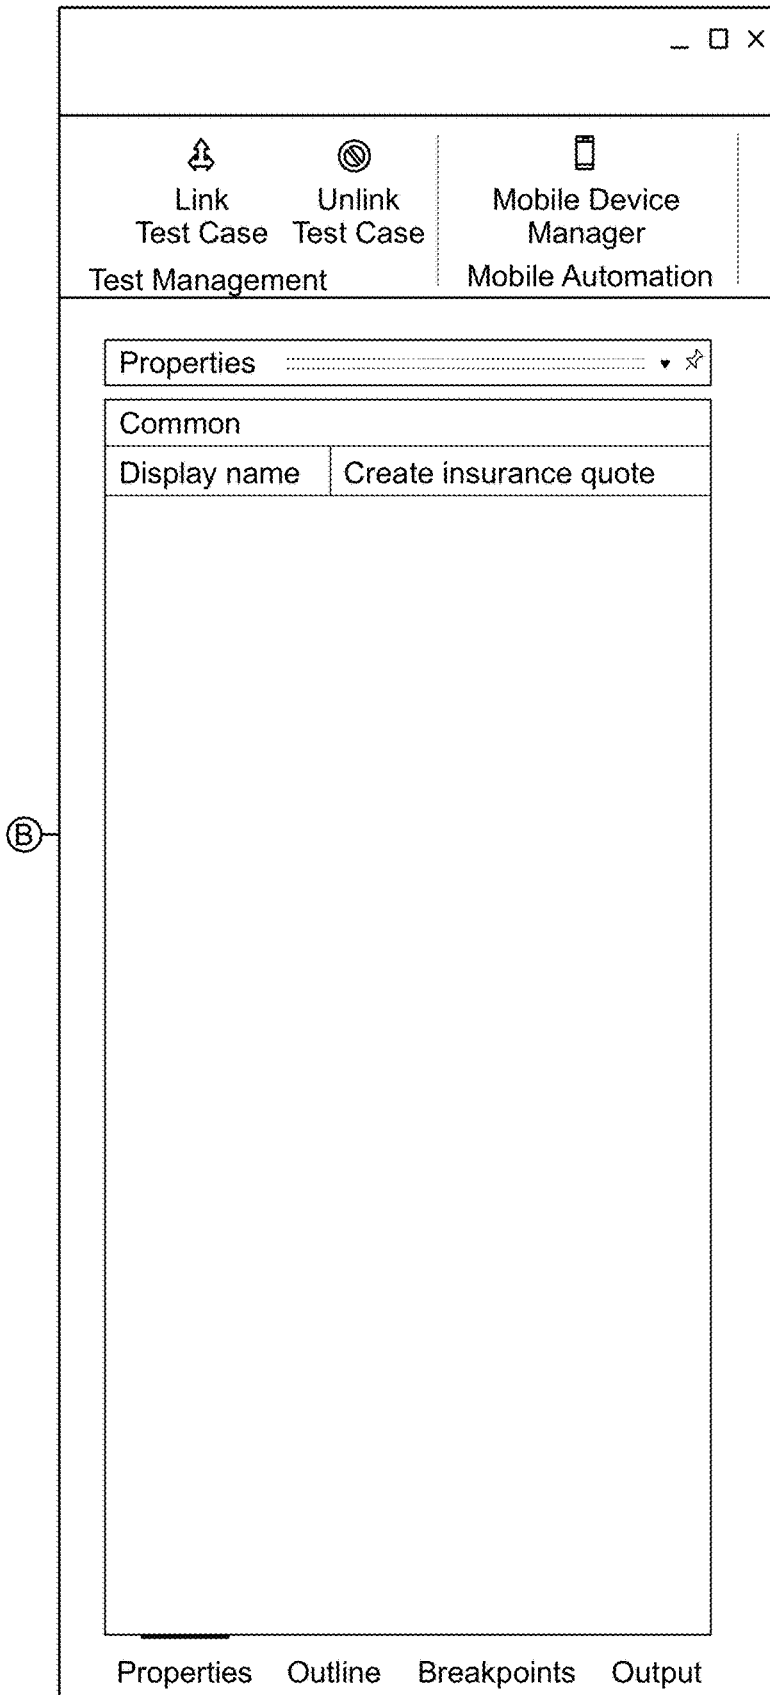 Link Unlink Mobile Device
Test Case Test Case Manager
Test Management Mobile Automation
Properties
Common
Display name Create insurance quote
B
Properties Outline Breakpoints Output